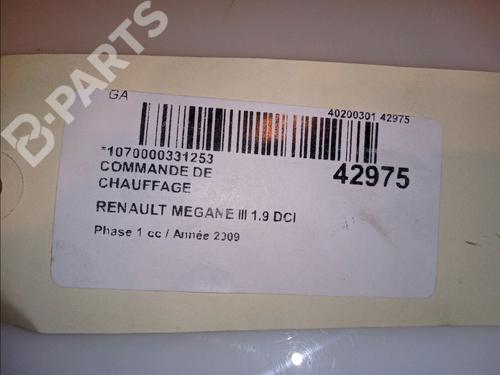 B-PARTS
GA
40200301 42975
*1070000331253
42975
COMMANDE DE
CHAUFFAGE
RENAULT MEGANE III 1.9 DCI
Phase 1 cc / Année 2009